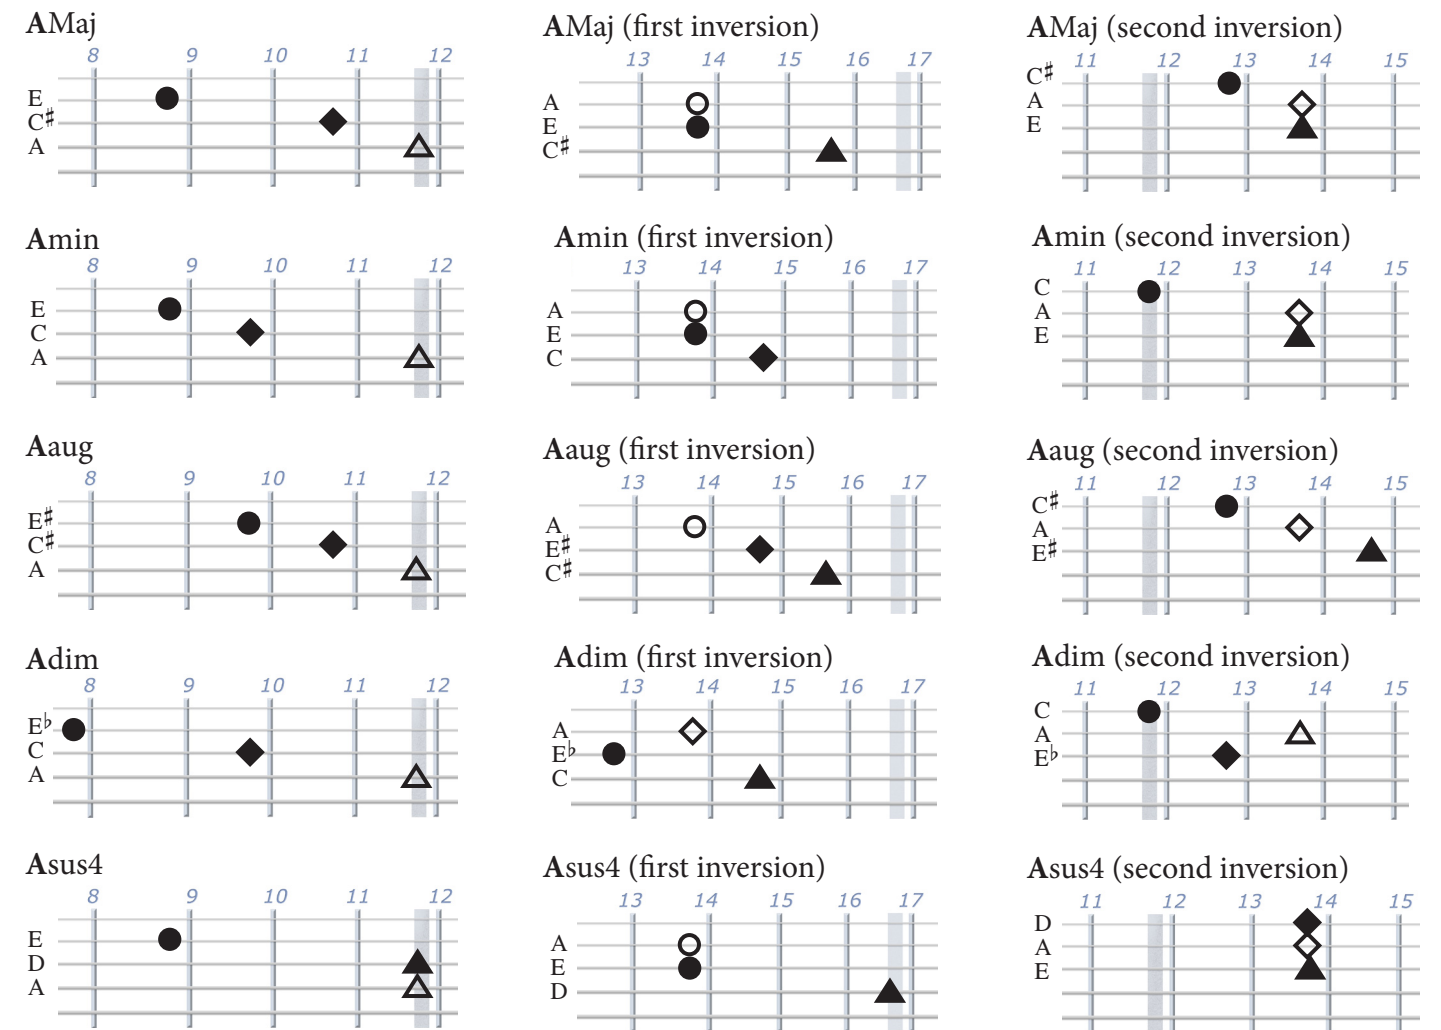 AMaj
8 9 10 11 12
E
C♯
A
AMaj (first inversion)
13 14 15 16 17
A
E
C♯
AMaj (second inversion)
11 12 13 14 15
C♯
A
E
Amin
8 9 10 11 12
E
C
A
Amin (first inversion)
13 14 15 16 17
A
E
C
Amin (second inversion)
11 12 13 14 15
C
A
E
Aaug
8 9 10 11 12
E♯
C♯
A
Aaug (first inversion)
13 14 15 16 17
A
E♯
C♯
Aaug (second inversion)
11 12 13 14 15
C♯
A
E♯
Adim
8 9 10 11 12
E♭
C
A
Adim (first inversion)
13 14 15 16 17
A
E♭
C
Adim (second inversion)
11 12 13 14 15
C
A
E♭
Asus4
8 9 10 11 12
E
D
A
Asus4 (first inversion)
13 14 15 16 17
A
E
D
Asus4 (second inversion)
11 12 13 14 15
D
A
E